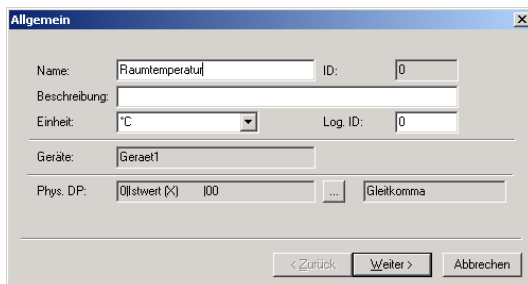 Allgemein
Name: Raumtemperatur ID: 0
Beschreibung:
Einheit: °C Log. ID: 0
Geräte: Geraet1
Phys. DP: 0|Istwert (X) |00 ... Gleitkomma
< Zurück Weiter > Abbrechen